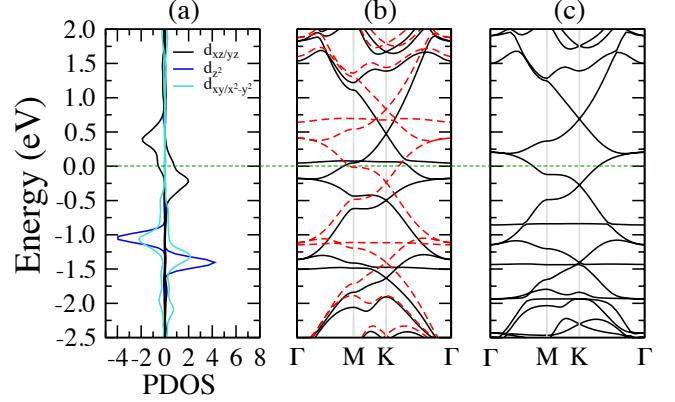 (a) (b) (c)
Energy (eV)
2.0
1.5
1.0
0.5
0.0
-0.5
-1.0
-1.5
-2.0
-2.5
d_xz/yz
d_z²
d_xy/x²-y²
-4 -2 0 2 4 6 8
PDOS
Γ M K Γ
Γ M K Γ